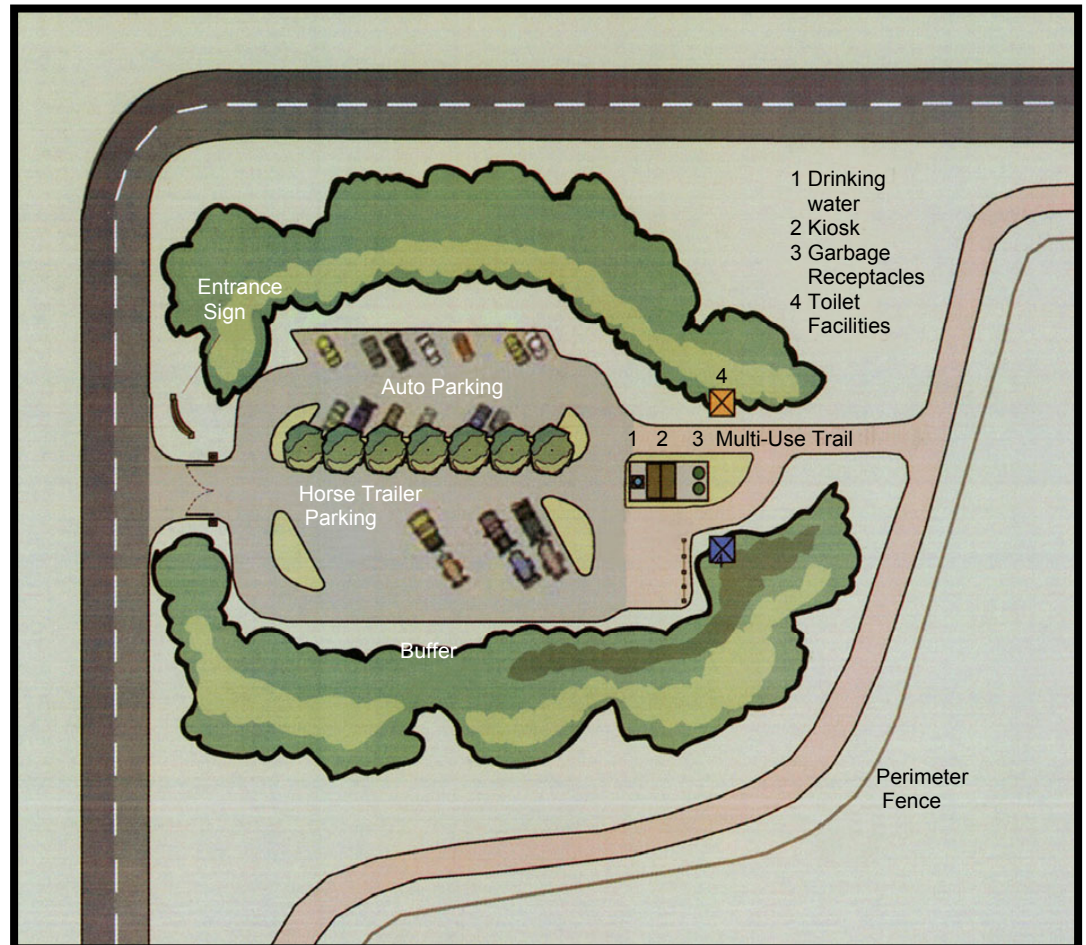 1 Drinking
water
2 Kiosk
3 Garbage
Receptacles
4 Toilet
Facilities
Entrance
Sign
Auto Parking
4
1 2 3 Multi-Use Trail
Horse Trailer
Parking
Buffer
Perimeter
Fence